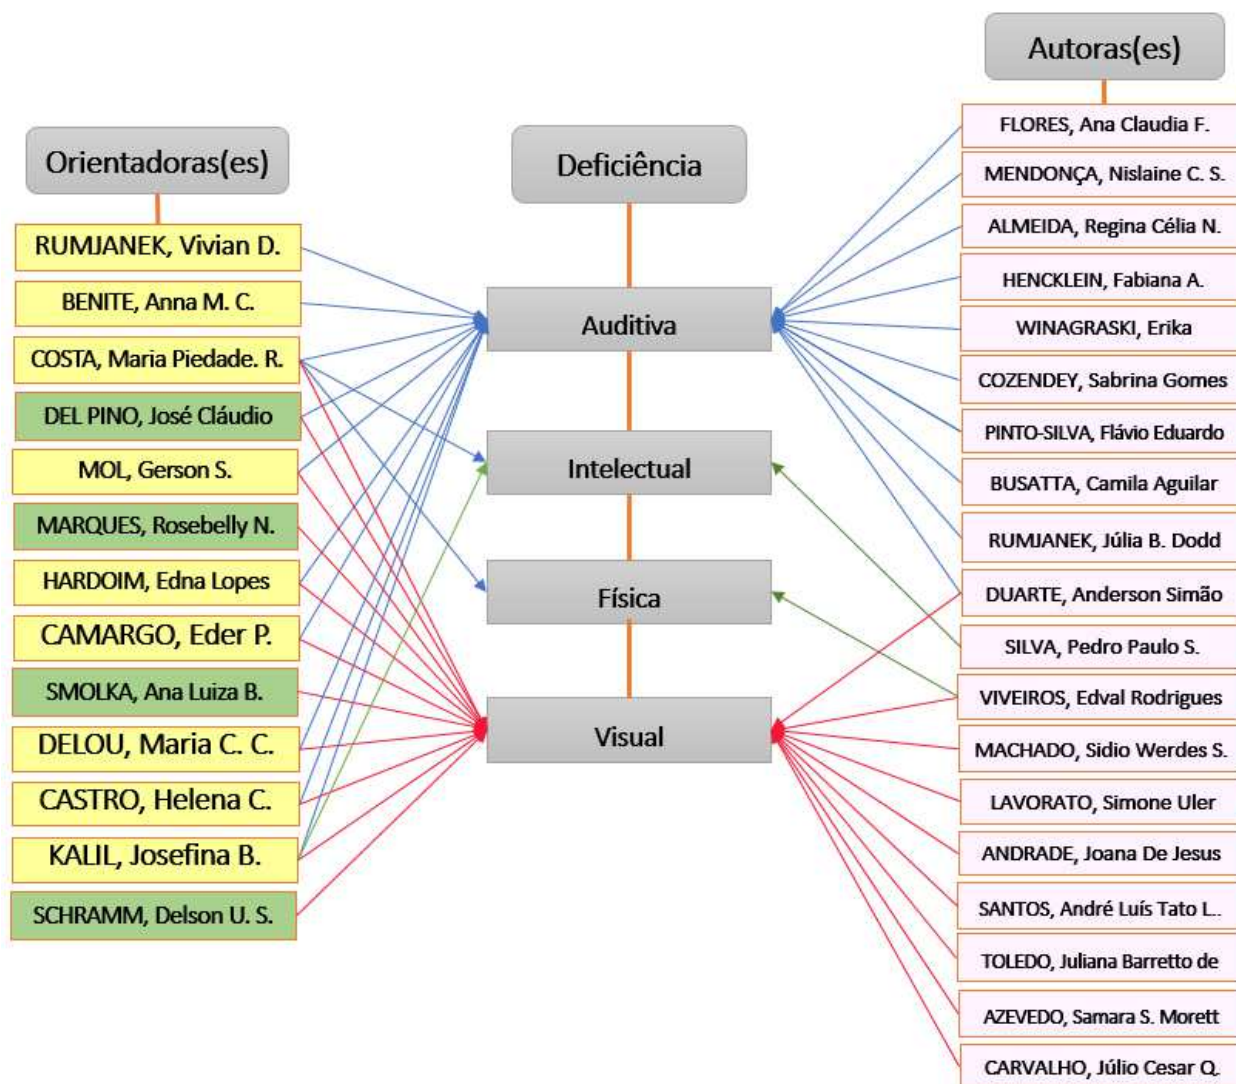 Orientadoras(es)
RUMJANEK, Vivian D.
BENITE, Anna M. C.
COSTA, Maria Piedade. R.
DEL PINO, José Cláudio
MOL, Gerson S.
MARQUES, Rosebelly N.
HARDOIM, Edna Lopes
CAMARGO, Eder P.
SMOLKA, Ana Luiza B.
DELOU, Maria C. C.
CASTRO, Helena C.
KALIL, Josefina B.
SCHRAMM, Delson U. S.
Deficiência
Auditiva
Intelectual
Física
Visual
Autoras(es)
FLORES, Ana Claudia F.
MENDONÇA, Nislaine C. S.
ALMEIDA, Regina Célia N.
HENCKLEIN, Fabiana A.
WINAGRASKI, Erika
COZENDEY, Sabrina Gomes
PINTO-SILVA, Flávio Eduardo
BUSATTA, Camila Aguilar
RUMJANEK, Júlia B. Dodd
DUARTE, Anderson Simão
SILVA, Pedro Paulo S.
VIVEIROS, Edval Rodrigues
MACHADO, Sidio Werdes S.
LAVORATO, Simone Uler
ANDRADE, Joana De Jesus
SANTOS, André Luís Tato L..
TOLEDO, Juliana Barretto de
AZEVEDO, Samara S. Morett
CARVALHO, Júlio Cesar Q.